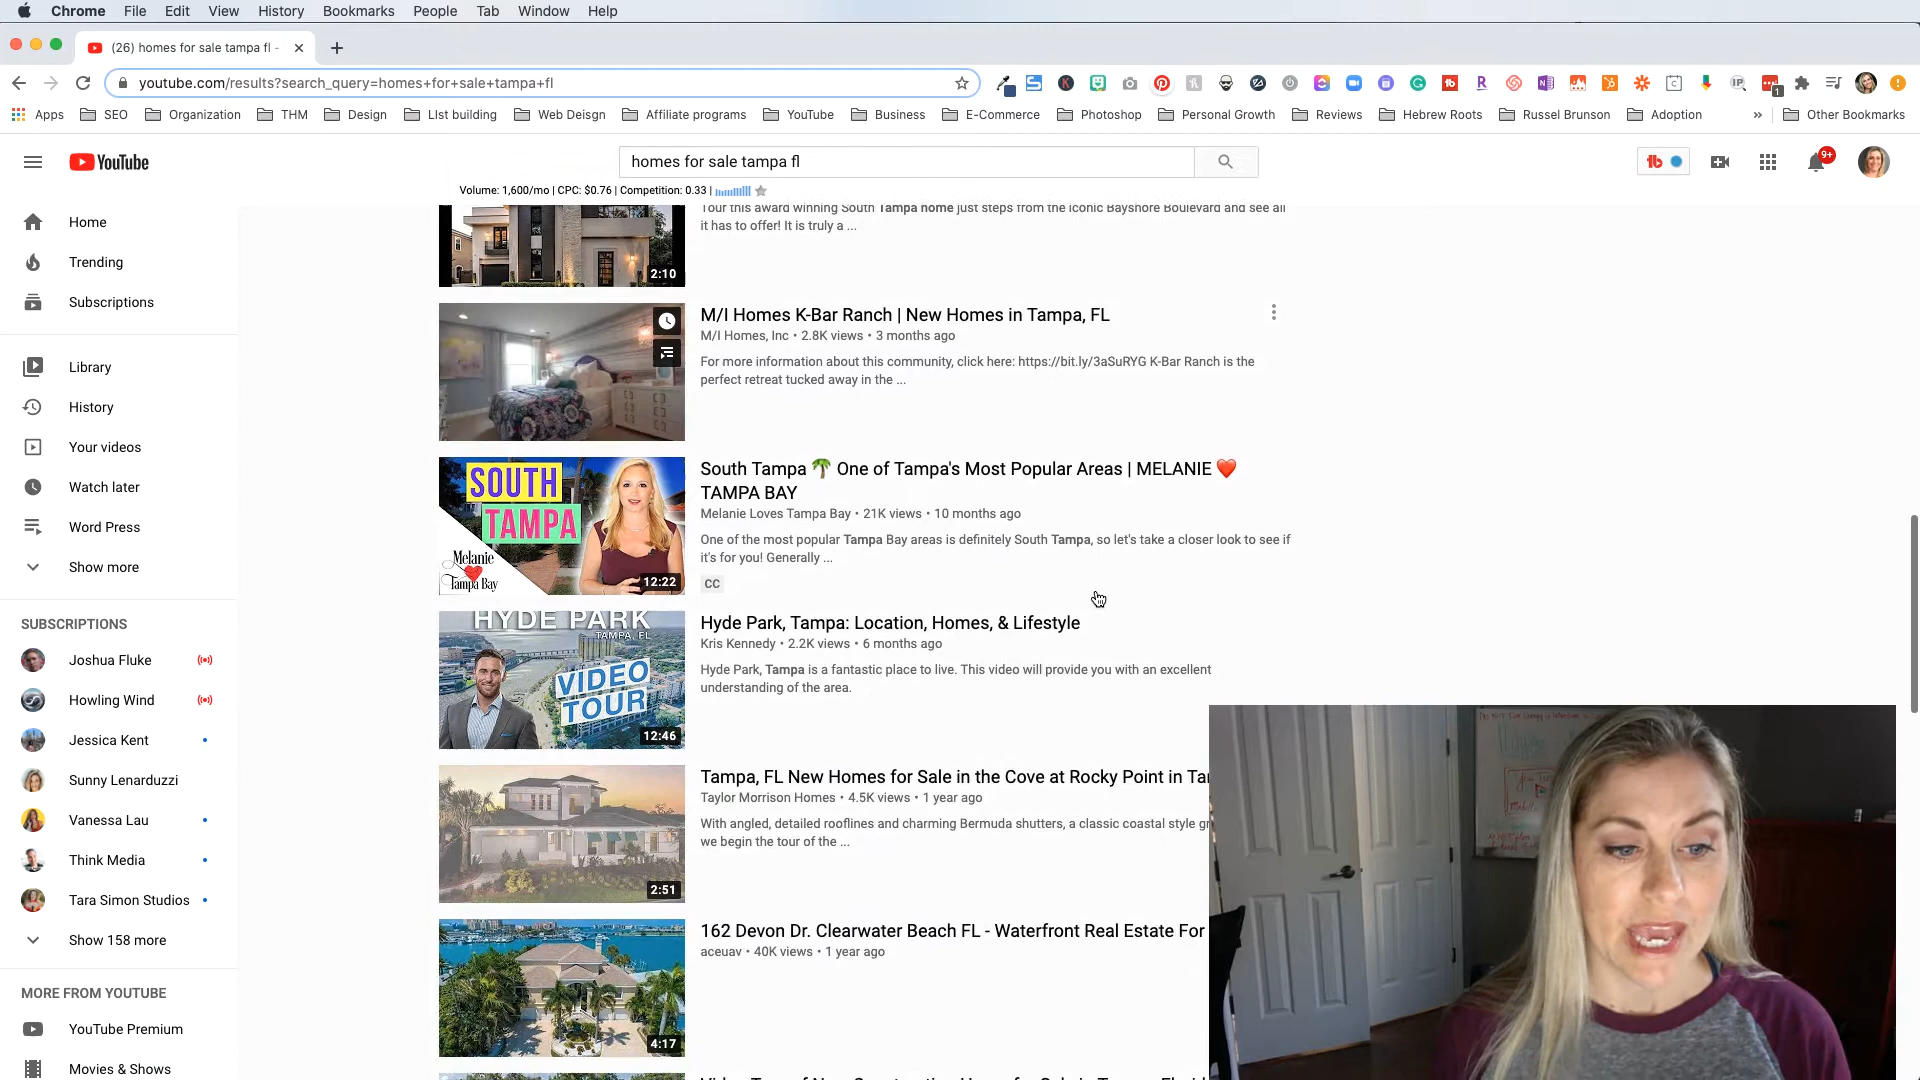 Chrome File Edit View History Bookmarks People Tab Window Help
(26) homes for sale tampa fl -
youtube.com/results?search_query=homes+for+sale+tampa+fl
Apps SEO Organization THM Design LIst building Web Deisgn Affiliate programs YouTube Business E-Commerce Photoshop Personal Growth Reviews Hebrew Roots Russel Brunson Adoption » Other Bookmarks
YouTube
homes for sale tampa fl
9+
Volume: 1,600/mo | CPC: $0.76 | Competition: 0.33 |
Home
Trending
Subscriptions
Library
History
Your videos
Watch later
Word Press
Show more
SUBSCRIPTIONS
Joshua Fluke
Howling Wind
Jessica Kent
Sunny Lenarduzzi
Vanessa Lau
Think Media
Tara Simon Studios
Show 158 more
MORE FROM YOUTUBE
YouTube Premium
Movies & Shows
Tour this award winning South Tampa home just steps from the iconic Bayshore Boulevard and see all
it has to offer! It is truly a ...
2:10
M/I Homes K-Bar Ranch | New Homes in Tampa, FL
M/I Homes, Inc • 2.8K views • 3 months ago
For more information about this community, click here: https://bit.ly/3aSuRYG K-Bar Ranch is the
perfect retreat tucked away in the ...
SOUTH
TAMPA
Melanie
Tampa Bay
12:22
South Tampa 🌴 One of Tampa's Most Popular Areas | MELANIE ❤️
TAMPA BAY
Melanie Loves Tampa Bay • 21K views • 10 months ago
One of the most popular Tampa Bay areas is definitely South Tampa, so let's take a closer look to see if
it's for you! Generally ...
CC
HYDE PARK
TAMPA, FL
VIDEO
TOUR
12:46
Hyde Park, Tampa: Location, Homes, & Lifestyle
Kris Kennedy • 2.2K views • 6 months ago
Hyde Park, Tampa is a fantastic place to live. This video will provide you with an excellent
understanding of the area.
2:51
Tampa, FL New Homes for Sale in the Cove at Rocky Point in
Taylor Morrison Homes • 4.5K views • 1 year ago
With angled, detailed rooflines and charming Bermuda shutters, a classic coastal style
we begin the tour of the ...
4:17
162 Devon Dr. Clearwater Beach FL - Waterfront Real Estate For
aceuav • 40K views • 1 year ago